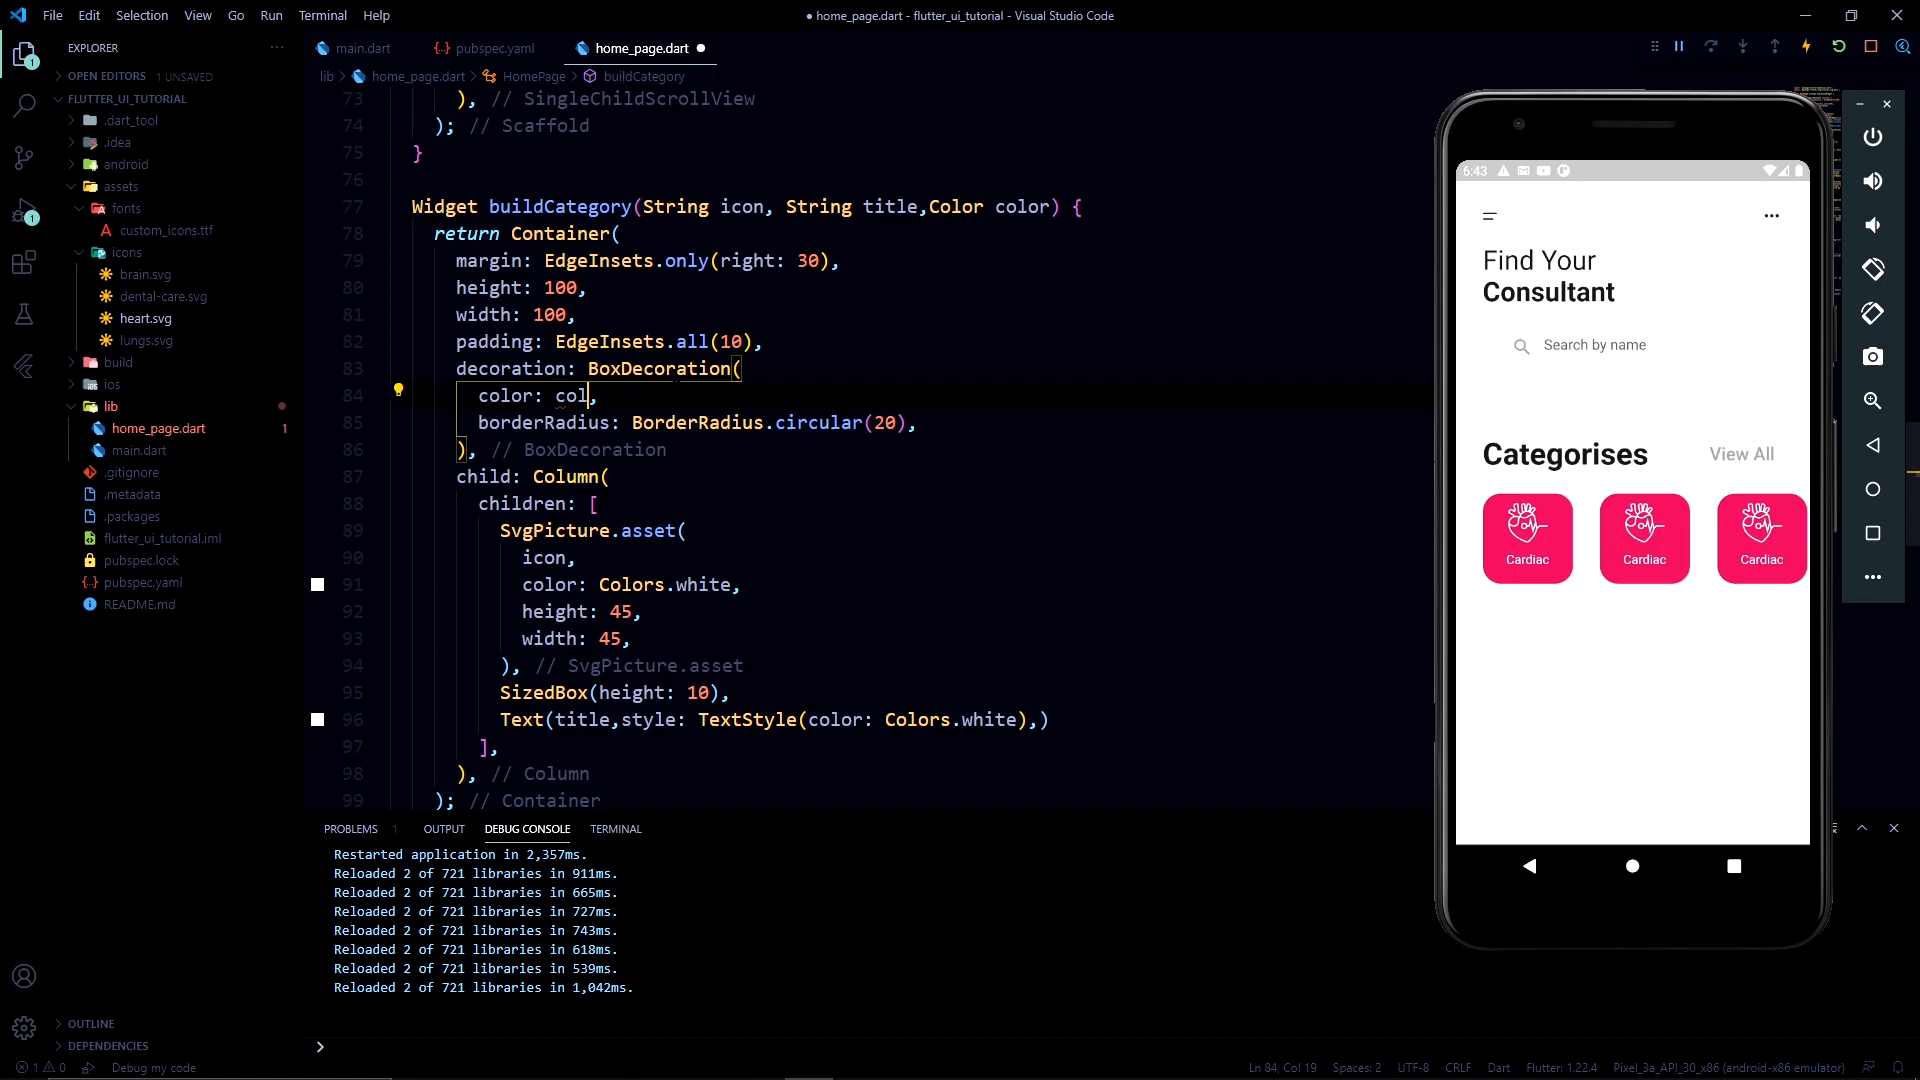 File Edit Selection View Go Run Terminal Help
● home_page.dart - flutter_ui_tutorial - Visual Studio Code
EXPLORER
OPEN EDITORS 1 UNSAVED
FLUTTER_UI_TUTORIAL
.dart_tool
.idea
android
assets
fonts
custom_icons.ttf
icons
brain.svg
dental-care.svg
heart.svg
lungs.svg
build
ios
lib
home_page.dart 1
main.dart
.gitignore
.metadata
.packages
flutter_ui_tutorial.iml
pubspec.lock
pubspec.yaml
README.md
OUTLINE
DEPENDENCIES
main.dart pubspec.yaml home_page.dart
lib > home_page.dart > HomePage > buildCategory
73 ), // SingleChildScrollView
74 ); // Scaffold
75 }
76
77 Widget buildCategory(String icon, String title,Color color) {
78 return Container(
79 margin: EdgeInsets.only(right: 30),
80 height: 100,
81 width: 100,
82 padding: EdgeInsets.all(10),
83 decoration: BoxDecoration(
84 color: col,
85 borderRadius: BorderRadius.circular(20),
86 ), // BoxDecoration
87 child: Column(
88 children: [
89 SvgPicture.asset(
90 icon,
91 color: Colors.white,
92 height: 45,
93 width: 45,
94 ), // SvgPicture.asset
95 SizedBox(height: 10),
96 Text(title,style: TextStyle(color: Colors.white),)
97 ],
98 ), // Column
99 ); // Container
PROBLEMS 1 OUTPUT DEBUG CONSOLE TERMINAL
Restarted application in 2,357ms.
Reloaded 2 of 721 libraries in 911ms.
Reloaded 2 of 721 libraries in 665ms.
Reloaded 2 of 721 libraries in 727ms.
Reloaded 2 of 721 libraries in 743ms.
Reloaded 2 of 721 libraries in 618ms.
Reloaded 2 of 721 libraries in 539ms.
Reloaded 2 of 721 libraries in 1,042ms.
6:43
Find Your
Consultant
Search by name
Categorises View All
Cardiac Cardiac Cardiac
1 0 Debug my code
Ln 84, Col 19 Spaces: 2 UTF-8 CRLF Dart Flutter: 1.22.4 Pixel_3a_API_30_x86 (android-x86 emulator)